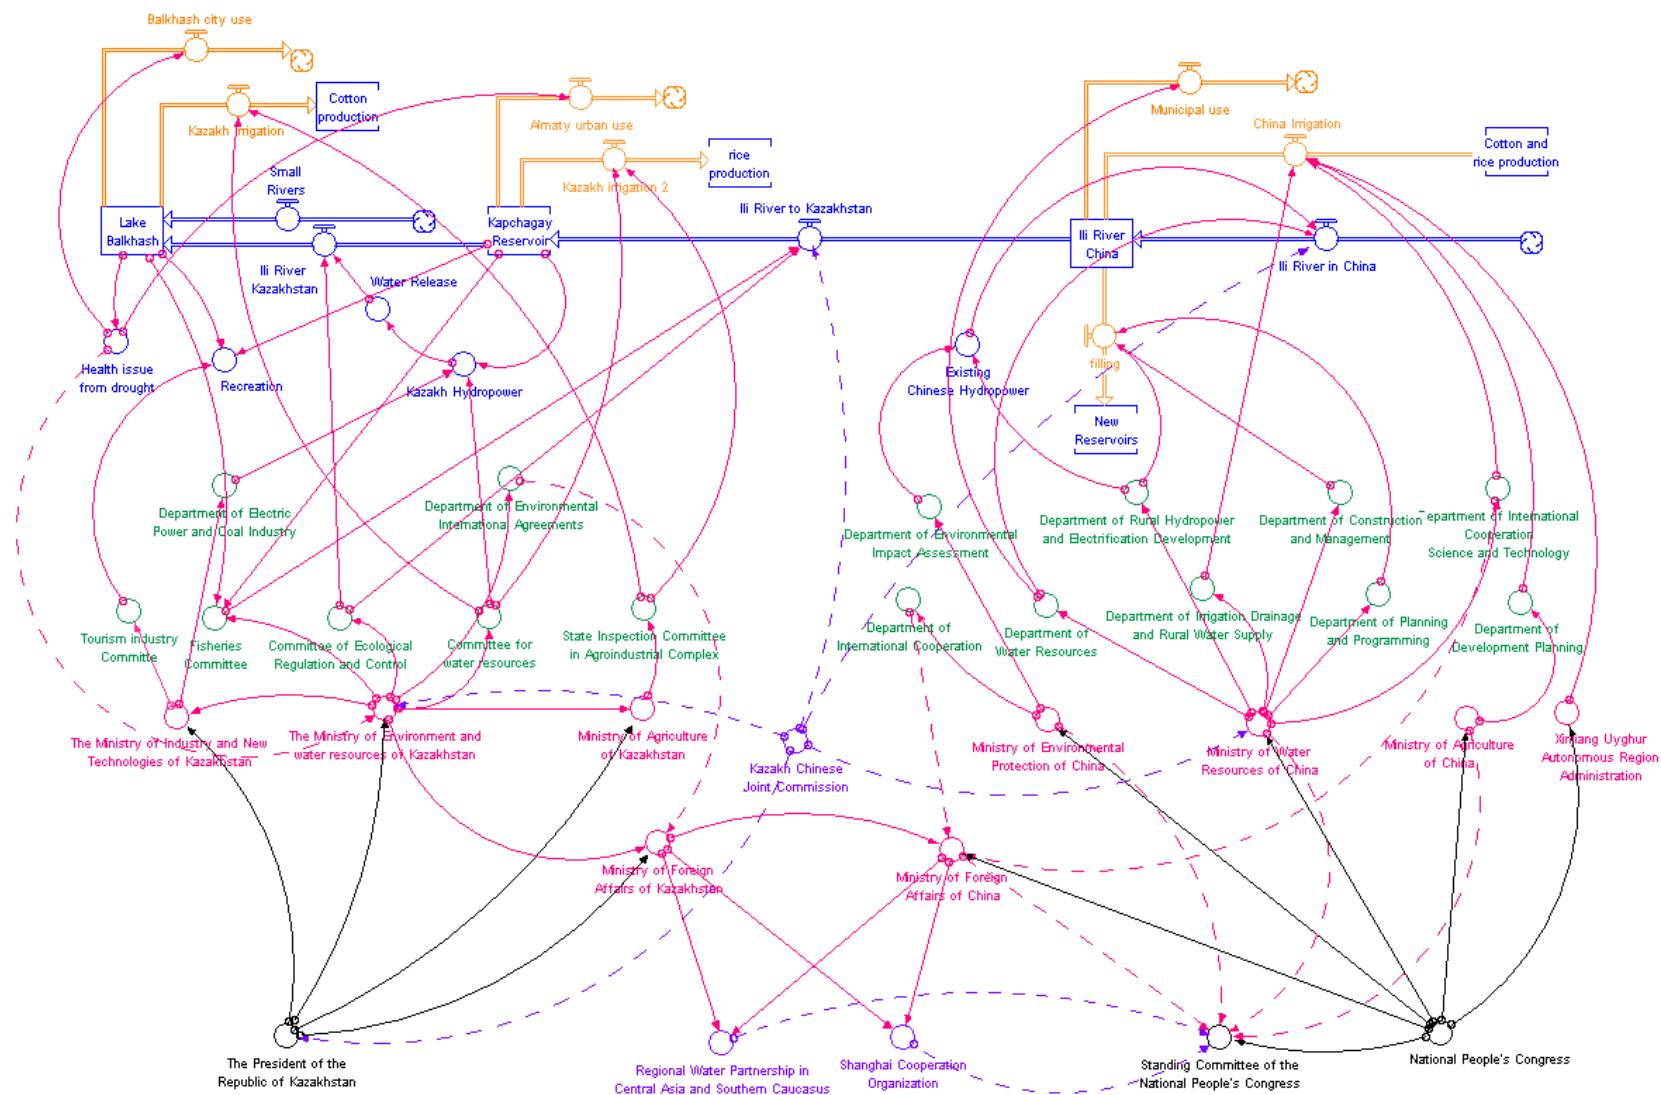 Balkhash city use
Cotton
production
Kazakh irrigation
Almaty urban use
Municipal use
China Irrigation
Cotton and
rice production
rice
production
Kazakh irrigation 2
Small
Rivers
Ili River to Kazakhstan
Lake
Balkhash
Kapchagay
Reservoir
Ili River
China
Ili River
Kazakhstan
Water Release
Ili River in China
Health issue
from drought
Recreation
Kazakh Hydropower
Existing
Chinese Hydropower
filling
New
Reservoirs
Department of Electric
Power and Coal Industry
Department of Environmental
International Agreements
Department of Environmental
Impact Assessment
Department of Rural Hydropower
and Electrification Development
Department of Construction
and Management
epartment of International
Cooperation
Science and Technology
Tourism industry
Committe
Fisheries
Committee
Committee of Ecological
Regulation and Control
Committee for
water resources
State Inspection Committee
in Agroindustrial Complex
Department of
International Cooperation
Department of
Water Resources
Department of Irrigation Drainage
and Rural Water Supply
Department of Planning
and Programming
Department of
Development Planning
The Ministry of Industry and New
Technologies of Kazakhstan
The Ministry of Environment and
water resources of Kazakhstan
Ministry of Agriculture
of Kazakhstan
Kazakh Chinese
Joint Commission
Ministry of Environmental
Protection of China
Ministry of Water
Resources of China
Ministry of Agriculture
of China
Xinjiang Uyghur
Autonomous Region
Administration
Ministry of Foreign
Affairs of Kazakhstan
Ministry of Foreign
Affairs of China
The President of the
Republic of Kazakhstan
Regional Water Partnership in
Central Asia and Southern Caucasus
Shanghai Cooperation
Organization
Standing Committee of the
National People's Congress
National People's Congress